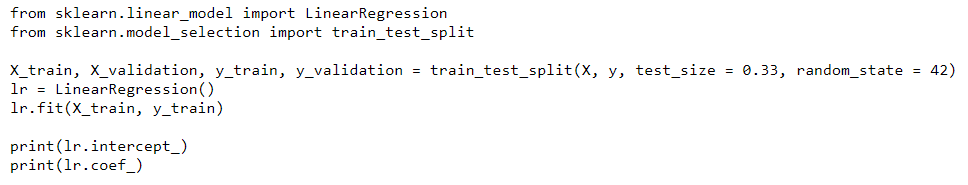 from sklearn.linear_model import LinearRegression
from sklearn.model_selection import train_test_split
X_train, X_validation, y_train, y_validation = train_test_split(X, y, test_size = 0.33, random_state = 42)
lr = LinearRegression()
lr.fit(X_train, y_train)
print(lr.intercept_)
print(lr.coef_)